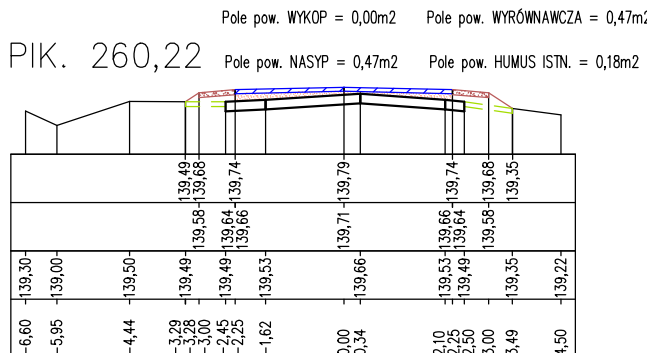 Pole pow. WYKOP = 0,00m2 Pole pow. WYRÓWNAWCZA = 0,47m2
PIK. 260,22 Pole pow. NASYP = 0,47m2 Pole pow. HUMUS ISTN. = 0,18m2
139,49 139,68 139,74 139,79 139,74 139,68 139,35
139,58 139,64 139,66 139,71 139,66 139,64 139,58
139,30 139,00 139,50 139,49 139,49 139,53 139,66 139,53 139,49 139,35 139,22
-6,60 -5,95 -4,44 -3,29 -3,28 -3,00 -2,45 -2,25 -1,62 0,00 0,34 2,10 2,25 2,50 3,00 3,49 4,50